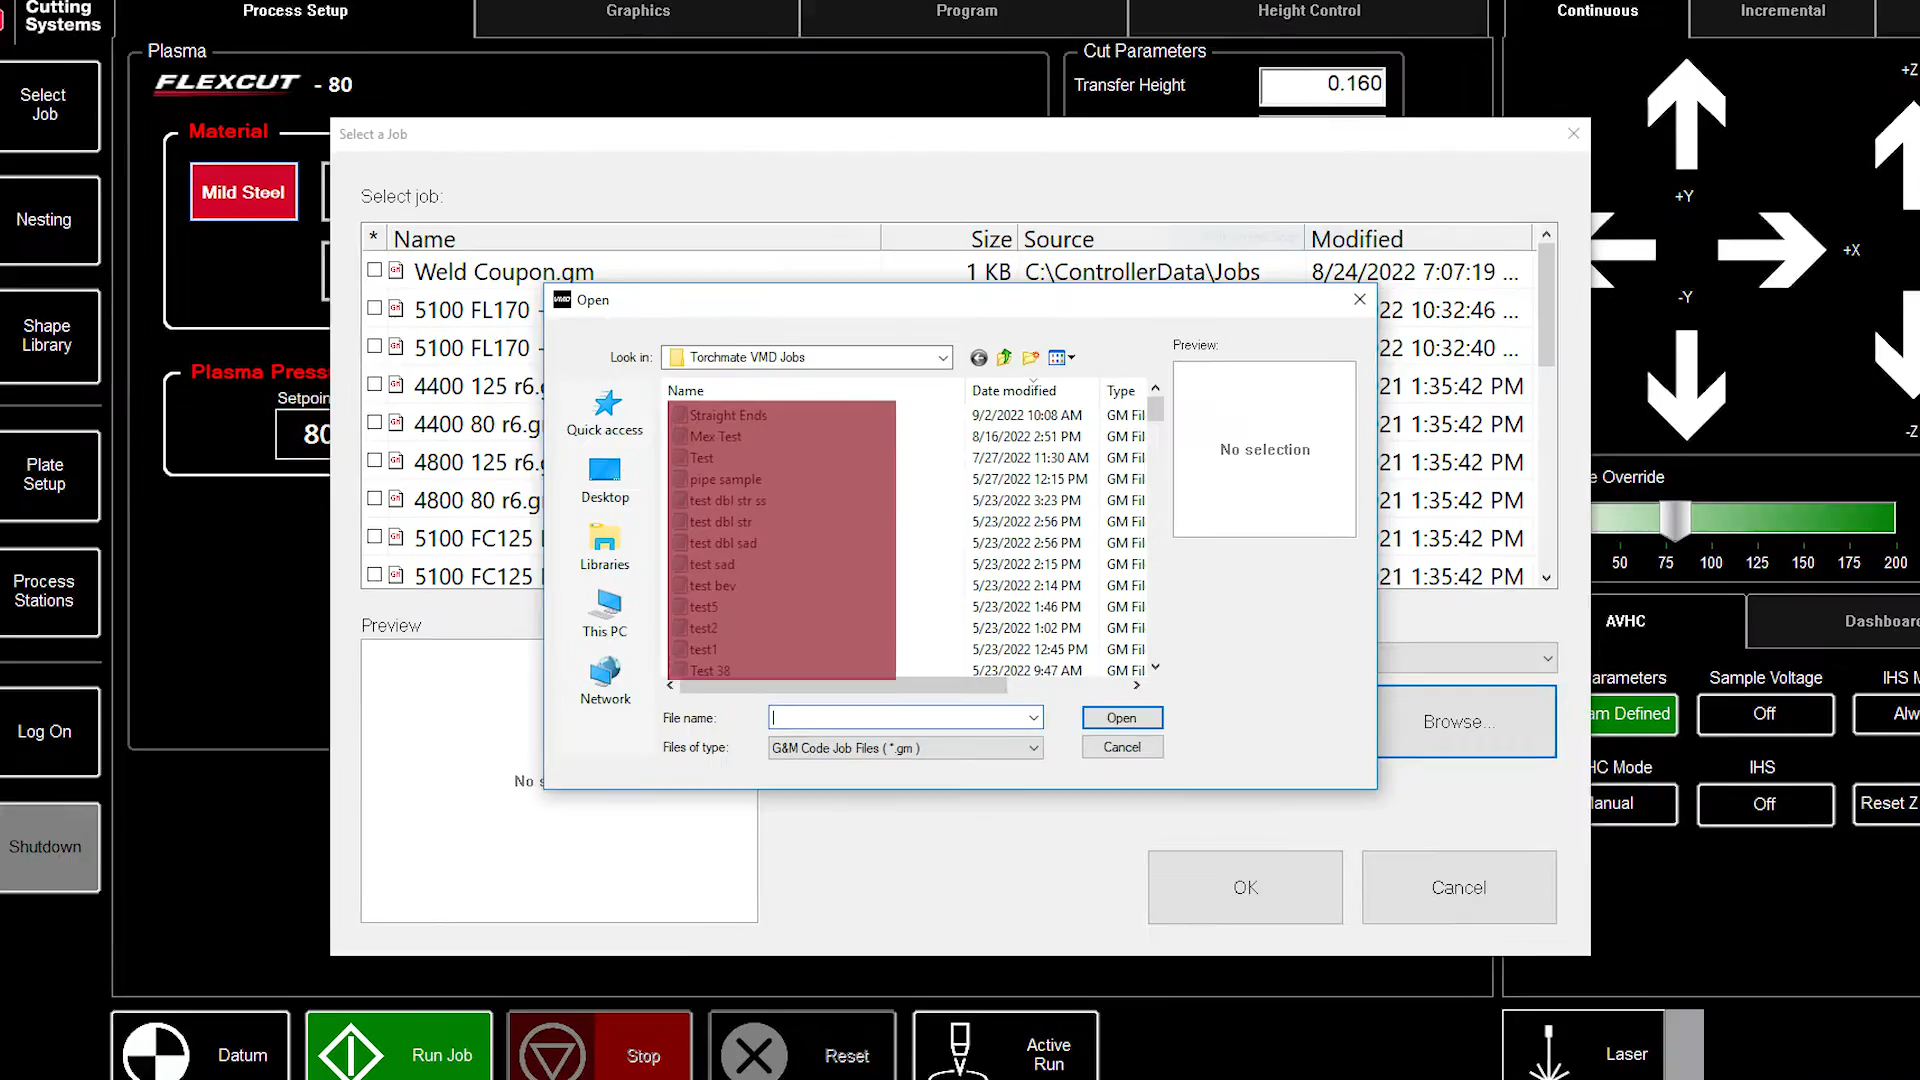 Cutting
Systems
Process Setup
Graphics
Program
Height Control
Continuous
Incremental
Select
Job
Nesting
Shape
Library
Plate
Setup
Process
Stations
Log On
Shutdown
Plasma
FLEXCUT - 80
Material
Mild Steel
Setpoin
80
Cut Parameters
Transfer Height
0.160
Select a Job
Select job:
* Name Size Source Modified
Weld Coupon.gm 1 KB C:\ControllerData\Jobs 8/24/2022 7:07:19 ...
5100 FL170 - 22 10:32:46 ...
5100 FL170 - 22 10:32:40 ...
4400 125 r6. 21 1:35:42 PM
4400 80 r6.g 21 1:35:42 PM
4800 125 r6. 21 1:35:42 PM
4800 80 r6.g 21 1:35:42 PM
5100 FC125 21 1:35:42 PM
5100 FC125 21 1:35:42 PM
Preview
No s
Browse...
OK
Cancel
VMD Open
Look in: Torchmate VMD Jobs
Preview:
No selection
Quick access
Desktop
Libraries
This PC
Network
Name Date modified Type
Straight Ends 9/2/2022 10:08 AM GM Fil
Mex Test 8/16/2022 2:51 PM GM Fil
Test 7/27/2022 11:30 AM GM Fil
pipe sample 5/27/2022 12:15 PM GM Fil
test dbl str ss 5/23/2022 3:23 PM GM Fil
test dbl str 5/23/2022 2:56 PM GM Fil
test dbl sad 5/23/2022 2:56 PM GM Fil
test sad 5/23/2022 2:15 PM GM Fil
test bev 5/23/2022 2:14 PM GM Fil
test5 5/23/2022 1:46 PM GM Fil
test2 5/23/2022 1:02 PM GM Fil
test1 5/23/2022 12:45 PM GM Fil
Test 38 5/23/2022 9:47 AM GM Fil
File name:
Open
Files of type: G&M Code Job Files ( *.gm )
Cancel
+Z
+Y
+X
-Y
-Z
e Override
50 75 100 125 150 175 200
AVHC
Dashboard
arameters
Sample Voltage
IHS M
am Defined
Off
Alw
HC Mode
IHS
anual
Off
Reset Z
Datum
Run Job
Stop
Reset
Active
Run
Laser